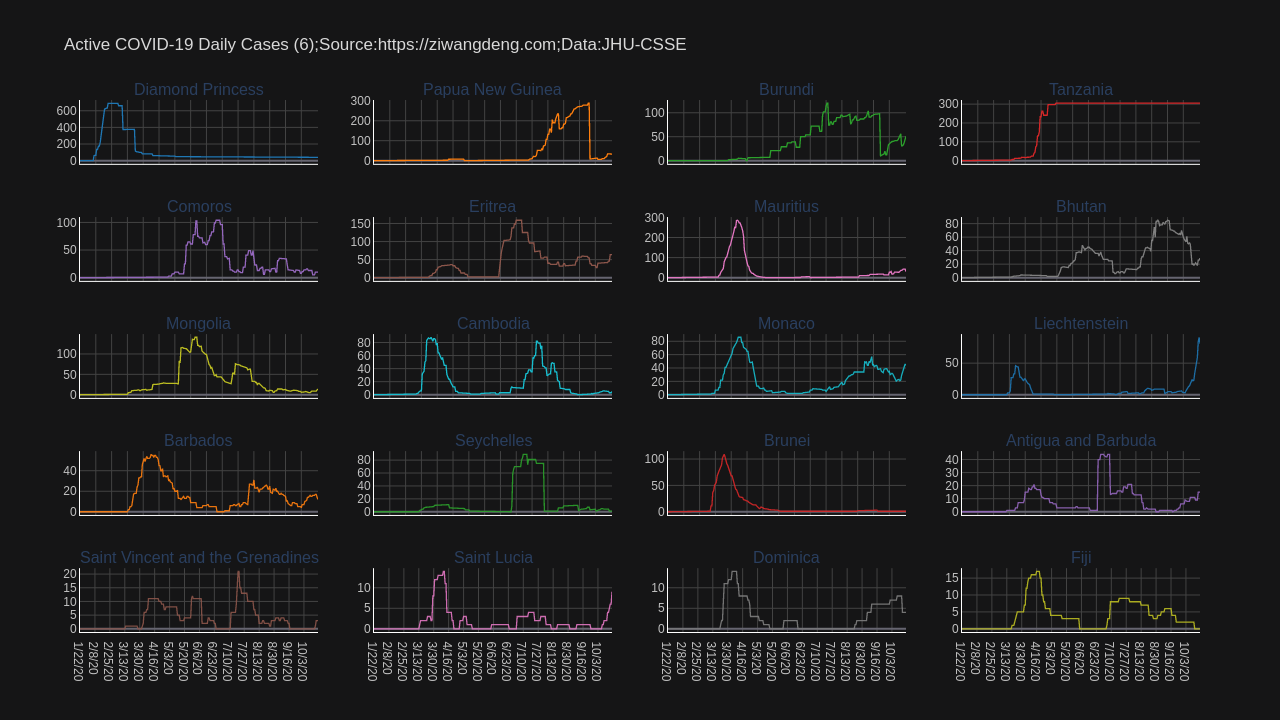 Active COVID-19 Daily Cases (6);Source:https://ziwangdeng.com;Data:JHU-CSSE
Diamond Princess Papua New Guinea Burundi Tanzania
600 400 200 0
300 200 100 0
100 50 0
300 200 100 0
Comoros Eritrea Mauritius Bhutan
100 50 0
150 100 50 0
300 200 100 0
80 60 40 20 0
Mongolia Cambodia Monaco Liechtenstein
100 50 0
80 60 40 20 0
80 60 40 20 0
50 0
Barbados Seychelles Brunei Antigua and Barbuda
40 20 0
80 60 40 20 0
100 50 0
40 30 20 10 0
Saint Vincent and the Grenadines Saint Lucia Dominica Fiji
20 15 10 5 0
10 5 0
10 5 0
15 10 5 0
1/22/20 2/8/20 2/25/20 3/13/20 3/30/20 4/16/20 5/3/20 5/20/20 6/6/20 6/23/20 7/10/20 7/27/20 8/13/20 8/30/20 9/16/20 10/3/20
1/22/20 2/8/20 2/25/20 3/13/20 3/30/20 4/16/20 5/3/20 5/20/20 6/6/20 6/23/20 7/10/20 7/27/20 8/13/20 8/30/20 9/16/20 10/3/20
1/22/20 2/8/20 2/25/20 3/13/20 3/30/20 4/16/20 5/3/20 5/20/20 6/6/20 6/23/20 7/10/20 7/27/20 8/13/20 8/30/20 9/16/20 10/3/20
1/22/20 2/8/20 2/25/20 3/13/20 3/30/20 4/16/20 5/3/20 5/20/20 6/6/20 6/23/20 7/10/20 7/27/20 8/13/20 8/30/20 9/16/20 10/3/20